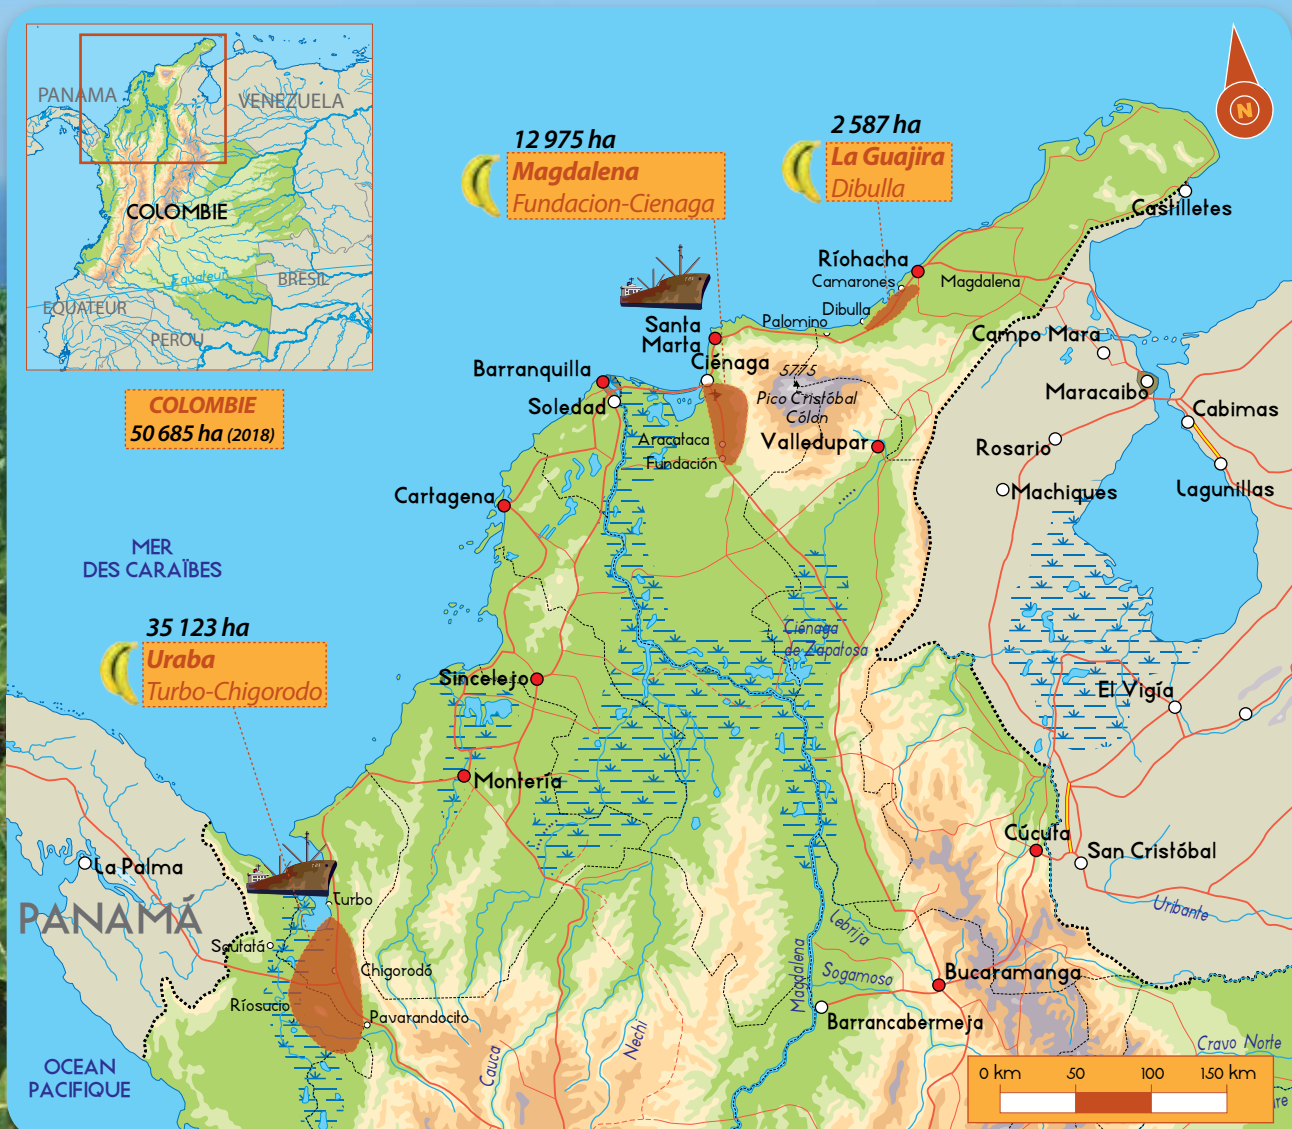 PANAMA
VENEZUELA
COLOMBIE
Equateur
BRESIL
EQUATEUR
PEROU
N
12 975 ha
Magdalena
Fundacion-Cienaga
2 587 ha
La Guajira
Dibulla
COLOMBIE
50 685 ha (2018)
MER
DES CARAÏBES
35 123 ha
Uraba
Turbo-Chigorodo
Castilletes
Ríohacha
Camarones
Magdalena
Dibulla
Palomino
Santa
Marta
Ciénaga
Barranquilla
Soledad
5775
Pico Cristóbal
Cólon
Campo Mara
Maracaibo
Cabimas
Aracataca
Fundación
Valledupar
Rosario
Machiques
Lagunillas
Cartagena
Ciénaga
de Zapatosa
Sincelejo
El Vigía
Montería
Cúcuta
San Cristóbal
La Palma
PANAMÁ
Turbo
Sautatá
Chigorodó
Ríosucio
Pavarandocito
Uribante
Lebrija
Sogamoso
Magdalena
Bucaramanga
Barrancabermeja
Cauca
Nechí
Cravo Norte
OCEAN
PACIFIQUE
0 km 50 100 150 km